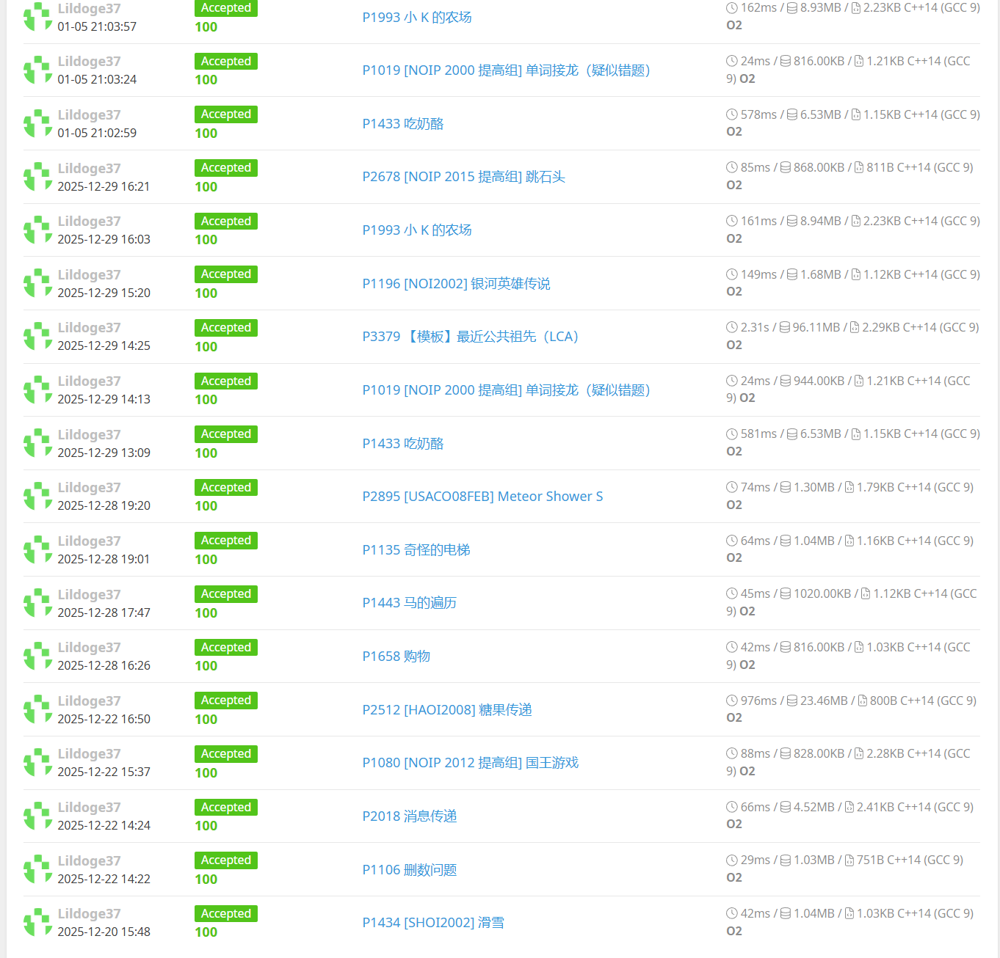 Lildoge37 Accepted 162ms / 8.93MB / 2.23KB C++14 (GCC 9)
01-05 21:03:57 100 P1993 小 K 的农场 O2
Lildoge37 Accepted 24ms / 816.00KB / 1.21KB C++14 (GCC
01-05 21:03:24 100 P1019 [NOIP 2000 提高组] 单词接龙（疑似错题） 9) O2
Lildoge37 Accepted 578ms / 6.53MB / 1.15KB C++14 (GCC 9)
01-05 21:02:59 100 P1433 吃奶酪 O2
Lildoge37 Accepted 85ms / 868.00KB / 811B C++14 (GCC 9)
2025-12-29 16:21 100 P2678 [NOIP 2015 提高组] 跳石头 O2
Lildoge37 Accepted 161ms / 8.94MB / 2.23KB C++14 (GCC 9)
2025-12-29 16:03 100 P1993 小 K 的农场 O2
Lildoge37 Accepted 149ms / 1.68MB / 1.12KB C++14 (GCC 9)
2025-12-29 15:20 100 P1196 [NOI2002] 银河英雄传说 O2
Lildoge37 Accepted 2.31s / 96.11MB / 2.29KB C++14 (GCC 9)
2025-12-29 14:25 100 P3379 【模板】最近公共祖先（LCA） O2
Lildoge37 Accepted 24ms / 944.00KB / 1.21KB C++14 (GCC
2025-12-29 14:13 100 P1019 [NOIP 2000 提高组] 单词接龙（疑似错题） 9) O2
Lildoge37 Accepted 581ms / 6.53MB / 1.15KB C++14 (GCC 9)
2025-12-29 13:09 100 P1433 吃奶酪 O2
Lildoge37 Accepted 74ms / 1.30MB / 1.79KB C++14 (GCC 9)
2025-12-28 19:20 100 P2895 [USACO08FEB] Meteor Shower S O2
Lildoge37 Accepted 64ms / 1.04MB / 1.16KB C++14 (GCC 9)
2025-12-28 19:01 100 P1135 奇怪的电梯 O2
Lildoge37 Accepted 45ms / 1020.00KB / 1.12KB C++14 (GCC
2025-12-28 17:47 100 P1443 马的遍历 9) O2
Lildoge37 Accepted 42ms / 816.00KB / 1.03KB C++14 (GCC
2025-12-28 16:26 100 P1658 购物 9) O2
Lildoge37 Accepted 976ms / 23.46MB / 800B C++14 (GCC 9)
2025-12-22 16:50 100 P2512 [HAOI2008] 糖果传递 O2
Lildoge37 Accepted 88ms / 828.00KB / 2.28KB C++14 (GCC
2025-12-22 15:37 100 P1080 [NOIP 2012 提高组] 国王游戏 9) O2
Lildoge37 Accepted 66ms / 4.52MB / 2.41KB C++14 (GCC 9)
2025-12-22 14:24 100 P2018 消息传递 O2
Lildoge37 Accepted 29ms / 1.03MB / 751B C++14 (GCC 9)
2025-12-22 14:22 100 P1106 删数问题 O2
Lildoge37 Accepted 42ms / 1.04MB / 1.03KB C++14 (GCC 9)
2025-12-20 15:48 100 P1434 [SHOI2002] 滑雪 O2